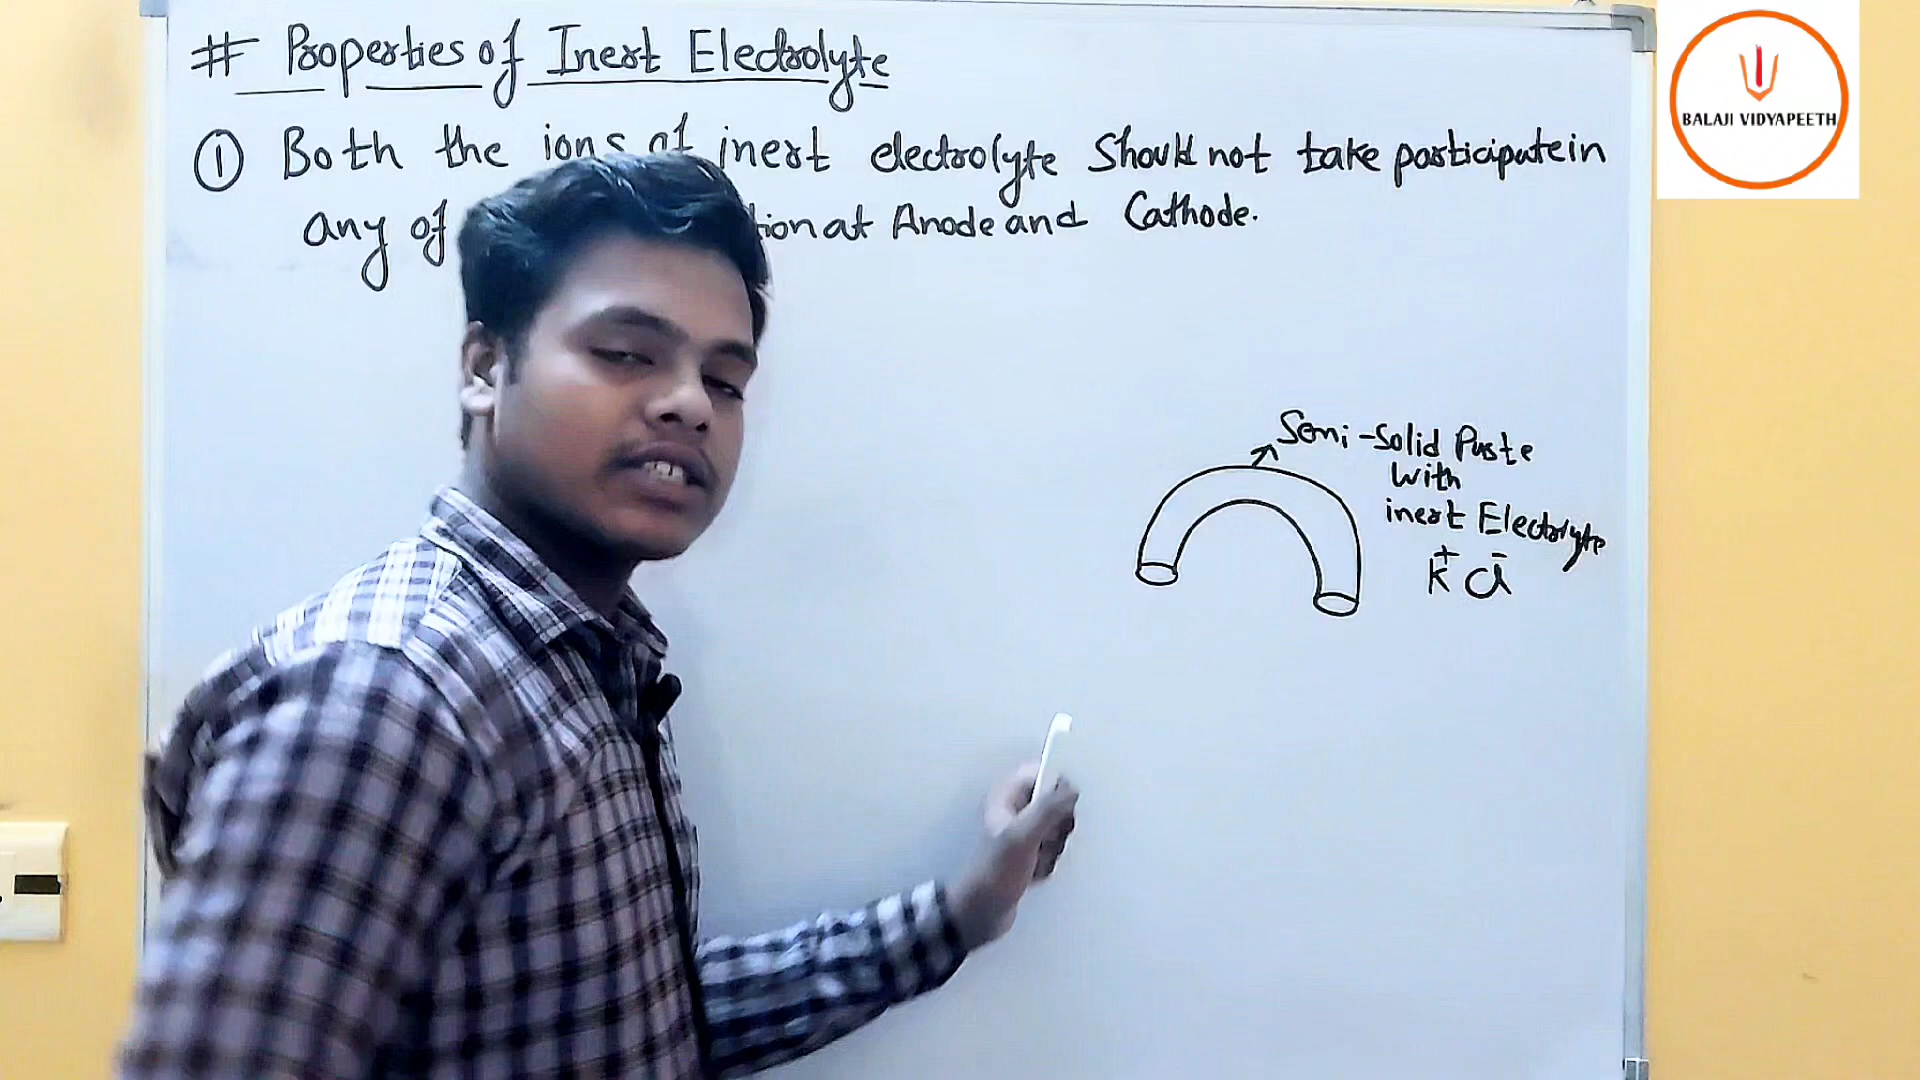 # Properties of Inert Electrolyte
① Both the ions of inert electrolyte should not take participate in
any of tion at Anode and Cathode.
Semi-Solid Paste
with
inert Electrolyte
K⁺ Cl⁻
BALAJI VIDYAPEETH